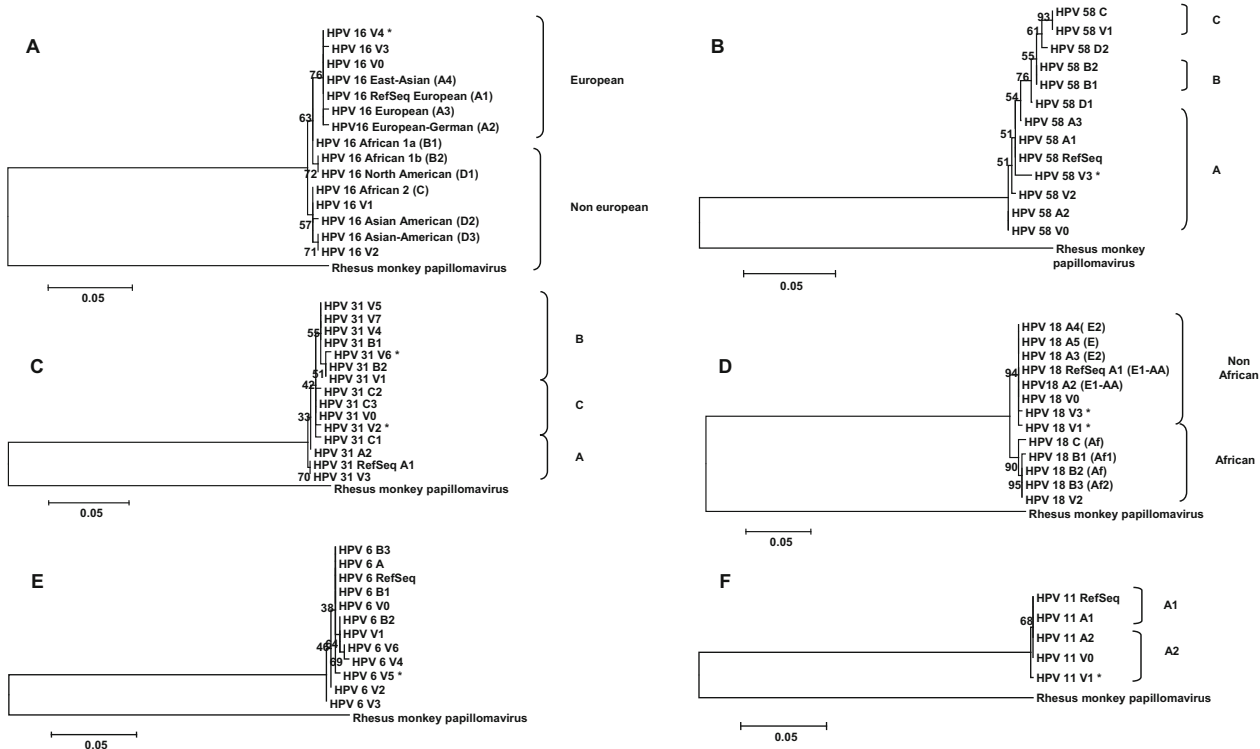 A
HPV 16 V4 *
HPV 16 V3
HPV 16 V0
76
HPV 16 East-Asian (A4)
HPV 16 RefSeq European (A1)
HPV 16 European (A3)
HPV16 European-German (A2)
63
HPV 16 African 1a (B1)
HPV 16 African 1b (B2)
72
HPV 16 North American (D1)
HPV 16 African 2 (C)
HPV 16 V1
57
HPV 16 Asian American (D2)
HPV 16 Asian-American (D3)
71
HPV 16 V2
Rhesus monkey papillomavirus
European
Non european
0.05
B
93
HPV 58 C
HPV 58 V1
61
HPV 58 D2
55
HPV 58 B2
76
HPV 58 B1
54
HPV 58 D1
HPV 58 A3
51
HPV 58 A1
51
HPV 58 RefSeq
HPV 58 V3 *
HPV 58 V2
HPV 58 A2
HPV 58 V0
Rhesus monkey
papillomavirus
C
B
A
0.05
C
HPV 31 V5
HPV 31 V7
55
HPV 31 V4
HPV 31 B1
HPV 31 V6 *
HPV 31 B2
51
HPV 31 V1
42
HPV 31 C2
HPV 31 C3
33
HPV 31 V0
HPV 31 V2 *
HPV 31 C1
HPV 31 A2
HPV 31 RefSeq A1
70
HPV 31 V3
Rhesus monkey papillomavirus
B
C
A
0.05
D
HPV 18 A4( E2)
HPV 18 A5 (E)
HPV 18 A3 (E2)
94
HPV 18 RefSeq A1 (E1-AA)
HPV18 A2 (E1-AA)
HPV 18 V0
HPV 18 V3 *
HPV 18 V1 *
HPV 18 C (Af)
HPV 18 B1 (Af1)
90
HPV 18 B2 (Af)
95
HPV 18 B3 (Af2)
HPV 18 V2
Rhesus monkey papillomavirus
Non
African
African
0.05
E
HPV 6 B3
HPV 6 A
HPV 6 RefSeq
HPV 6 B1
38
HPV 6 V0
HPV 6 B2
HPV V1
46
64
HPV 6 V6
69
HPV 6 V4
HPV 6 V5 *
HPV 6 V2
HPV 6 V3
Rhesus monkey papillomavirus
0.05
F
HPV 11 RefSeq
68
HPV 11 A1
HPV 11 A2
HPV 11 V0
HPV 11 V1 *
Rhesus monkey papillomavirus
A1
A2
0.05